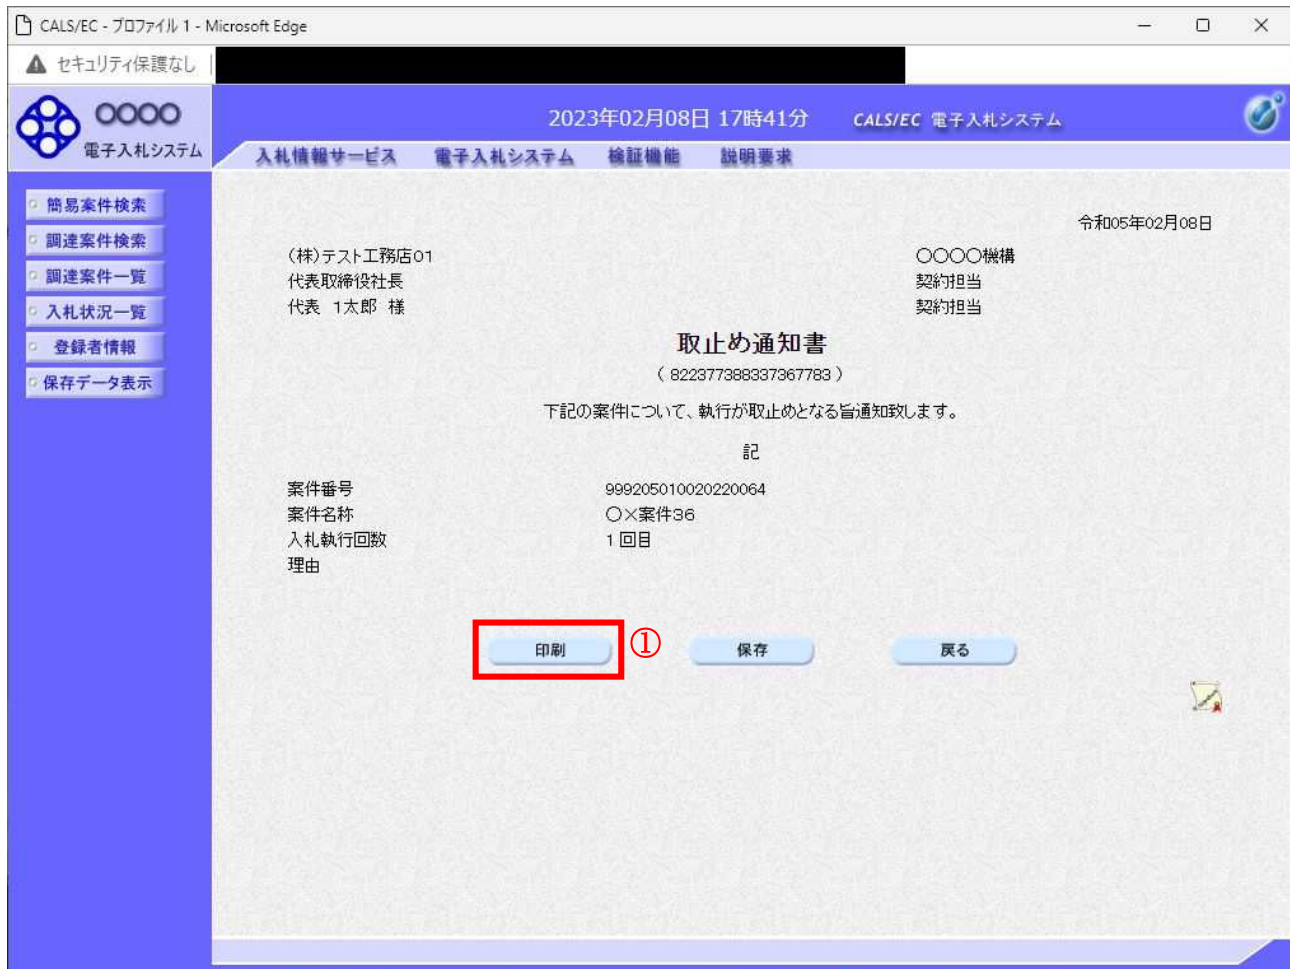 CALS/EC - プロファイル 1 - Microsoft Edge
セキュリティ保護なし
〇〇〇〇
電子入札システム
2023年02月08日 17時41分
CALS/EC 電子入札システム
入札情報サービス 電子入札システム 検証機能 説明要求
簡易案件検索
調達案件検索
調達案件一覧
入札状況一覧
登録者情報
保存データ表示
令和05年02月08日
(株)テスト工務店01
代表取締役社長
代表 1太郎 様
〇〇〇〇機構
契約担当
契約担当
取止め通知書
( 822377388337367783 )
下記の案件について、執行が取止めとなる旨通知致します。
記
案件番号 999205010020220064
案件名称 〇×案件36
入札執行回数 1回目
理由
印刷 ① 保存 戻る